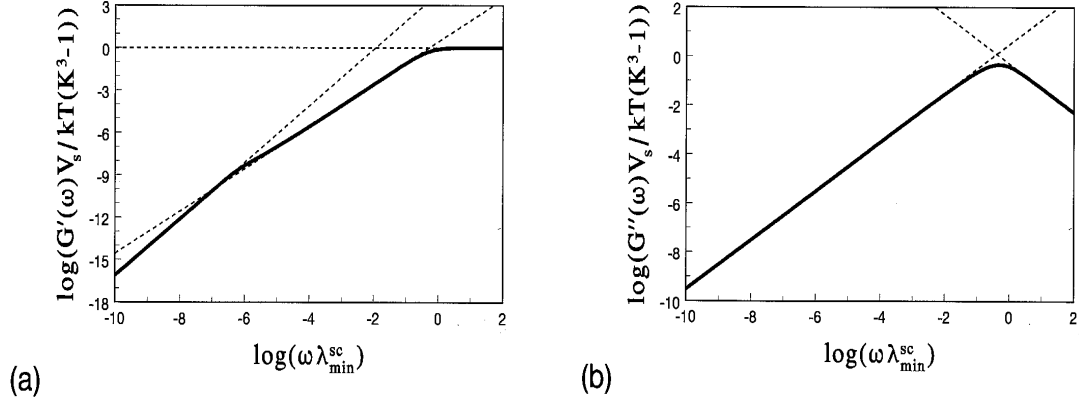 3
0
-3
-6
-9
-12
-15
-18
-10 -8 -6 -4 -2 0 2
log(G′(ω)Vₛ/kT(K³-1))
log(ωλ^sc_min)
(a)
2
0
-2
-4
-6
-8
-10
-10 -8 -6 -4 -2 0 2
log(G′′(ω)Vₛ/kT(K³-1))
log(ωλ^sc_min)
(b)